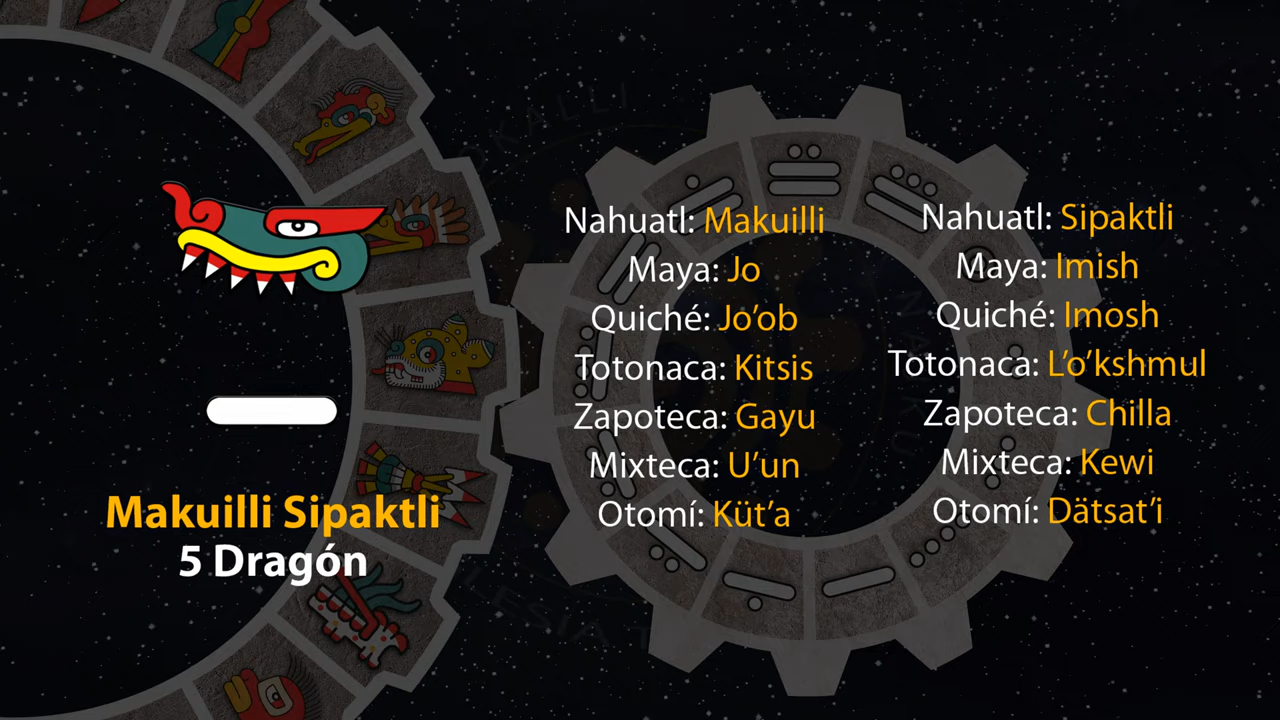 Makuilli Sipaktli
5 Dragón
Nahuatl: Makuilli
Maya: Jo
Quiché: Jo’ob
Totonaca: Kitsis
Zapoteca: Gayu
Mixteca: U’un
Otomí: Küt’a
Nahuatl: Sipaktli
Maya: Imish
Quiché: Imosh
Totonaca: L’o’kshmul
Zapoteca: Chilla
Mixteca: Kewi
Otomí: Dätsat’i